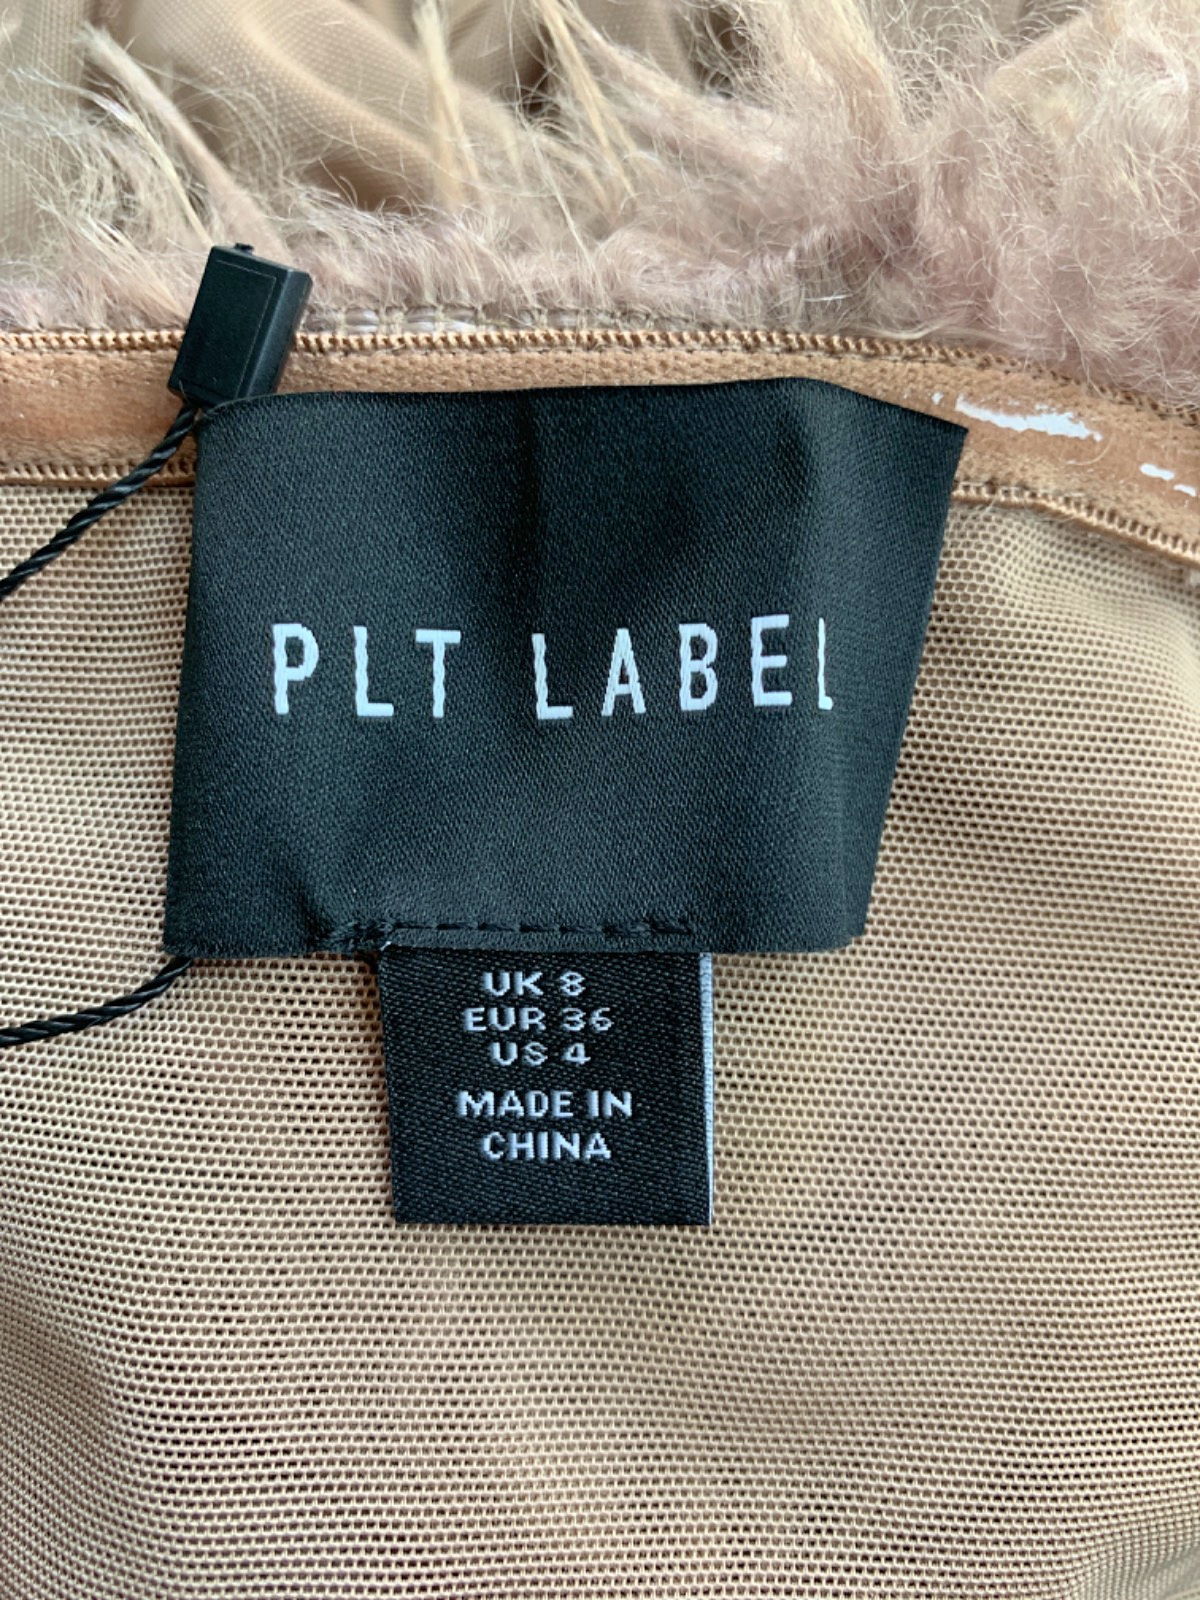 PLT LABEL
UK 8
EUR 36
US 4
MADE IN
CHINA